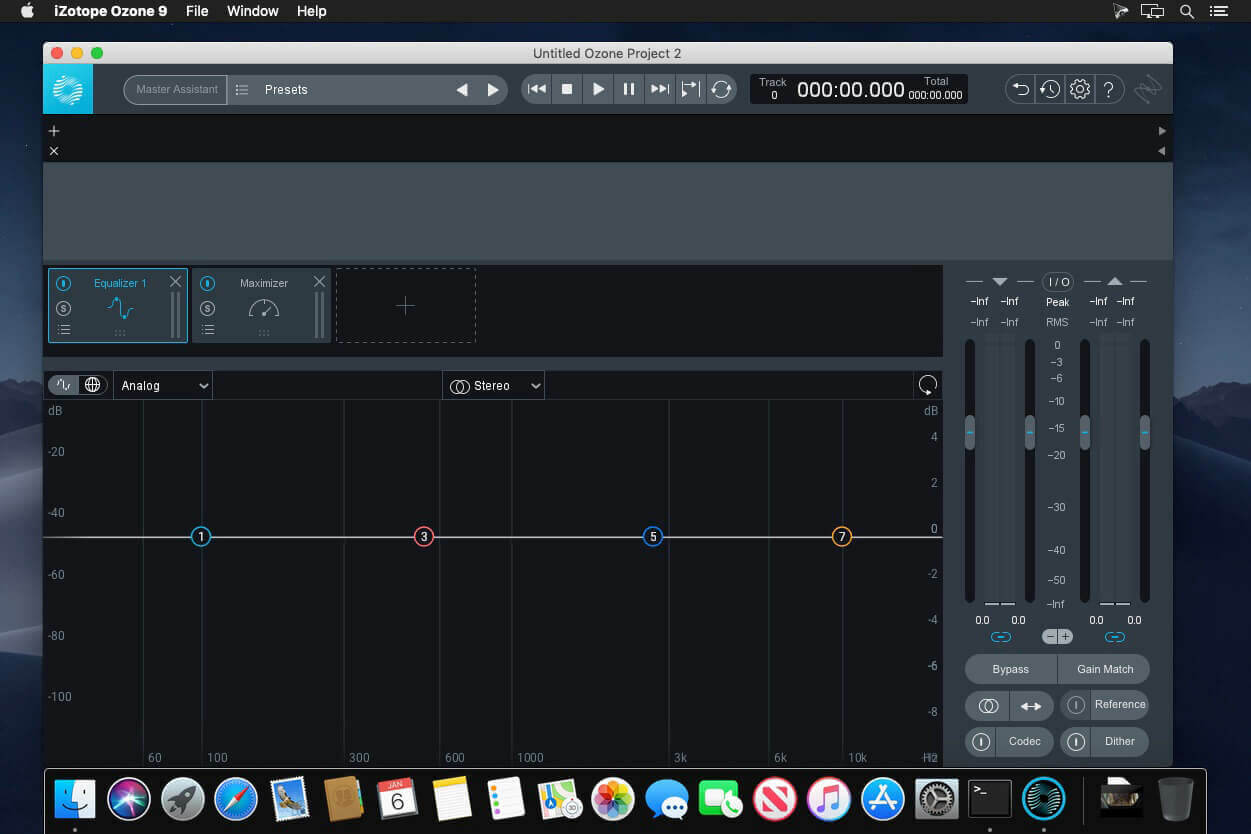 iZotope Ozone 9 File Window Help
Untitled Ozone Project 2
Master Assistant Presets
Track 0 000:00.000 Total 000:00.000
?
+
×
Equalizer 1 Maximizer
S S
+
I / O
-Inf -Inf Peak -Inf -Inf
-Inf -Inf RMS -Inf -Inf
0
-3
-6
-10
-15
-20
-30
-40
-50
-Inf
0.0 0.0 0.0 0.0
− +
Analog Stereo
dB dB
-20
-40
-60
-80
-100
4
2
0
-2
-4
-6
-8
1 3 5 7
60 100 300 600 1000 3k 6k 10k Hz
Bypass Gain Match
Reference
Codec Dither
JAN
6
>_